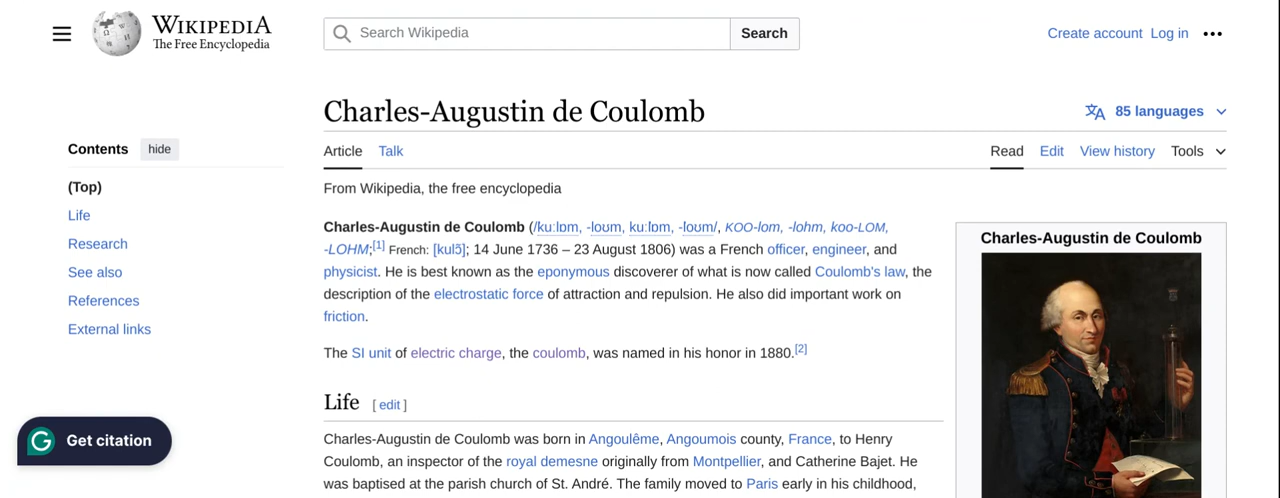 WIKIPEDIA
The Free Encyclopedia
Search Wikipedia
Search
Create account Log in
Charles-Augustin de Coulomb
85 languages
Contents hide
Article Talk
Read Edit View history Tools
(Top)
Life
Research
See also
References
External links
From Wikipedia, the free encyclopedia
Charles-Augustin de Coulomb (/ˈkuːlɒm, -loʊm, kuːˈlɒm, -ˈloʊm/, KOO-lom, -lohm, koo-LOM,
-LOHM;[1] French: [kulɔ̃]; 14 June 1736 – 23 August 1806) was a French officer, engineer, and
physicist. He is best known as the eponymous discoverer of what is now called Coulomb's law, the
description of the electrostatic force of attraction and repulsion. He also did important work on
friction.
The SI unit of electric charge, the coulomb, was named in his honor in 1880.[2]
Life [ edit ]
Charles-Augustin de Coulomb was born in Angoulême, Angoumois county, France, to Henry
Coulomb, an inspector of the royal demesne originally from Montpellier, and Catherine Bajet. He
was baptised at the parish church of St. André. The family moved to Paris early in his childhood,
Charles-Augustin de Coulomb
Get citation